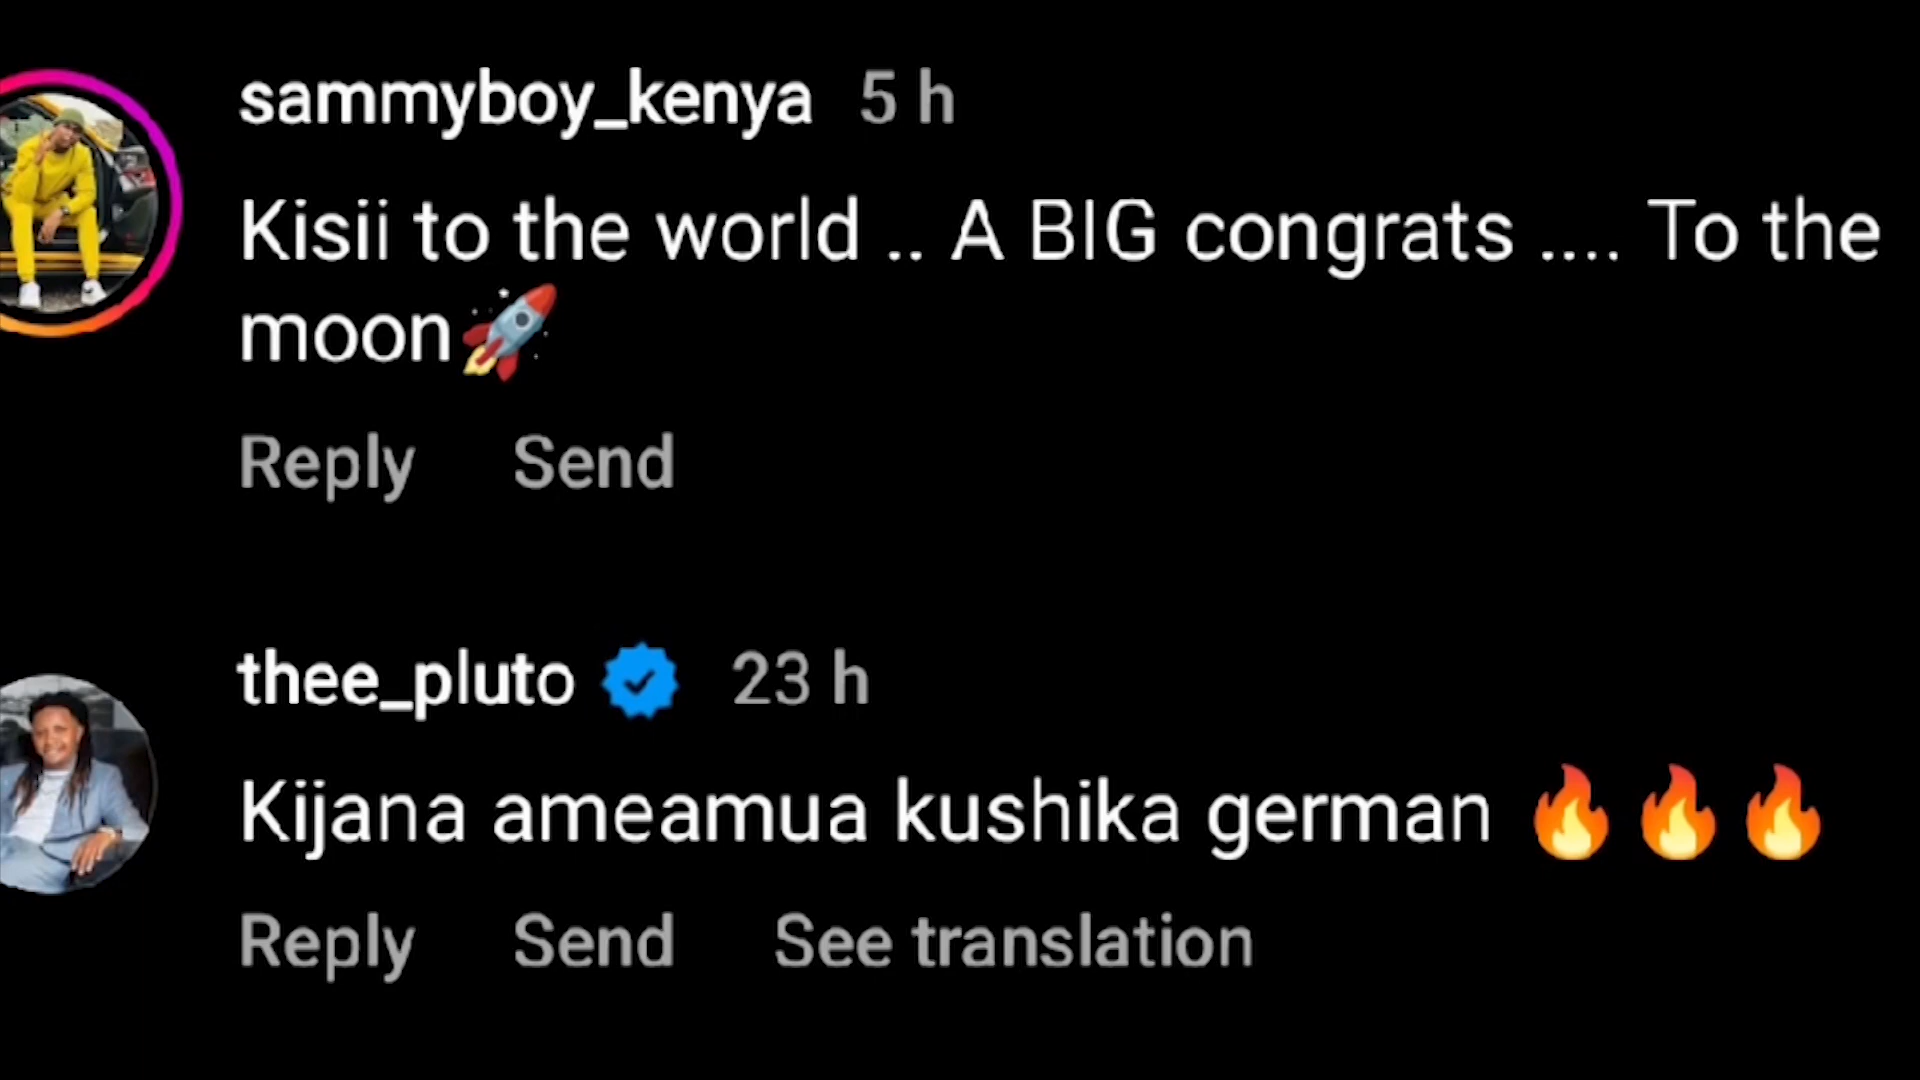 sammyboy_kenya 5 h
Kisii to the world .. A BIG congrats .... To the
moon🚀
Reply Send
thee_pluto 23 h
Kijana ameamua kushika german 🔥🔥🔥
Reply Send See translation